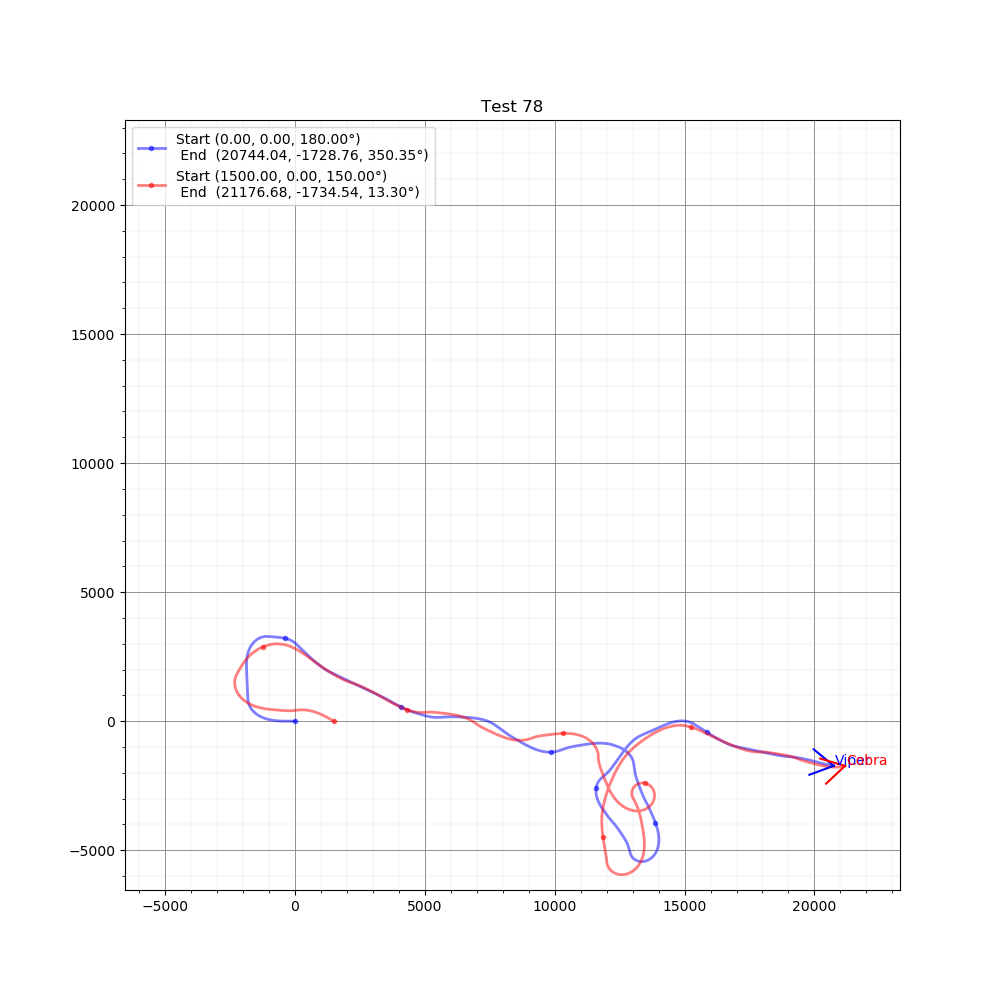 Test 78
Start (0.00, 0.00, 180.00°)
End (20744.04, -1728.76, 350.35°)
Start (1500.00, 0.00, 150.00°)
End (21176.68, -1734.54, 13.30°)
20000
15000
10000
5000
0
−5000
Viper
Cobra
−5000 0 5000 10000 15000 20000